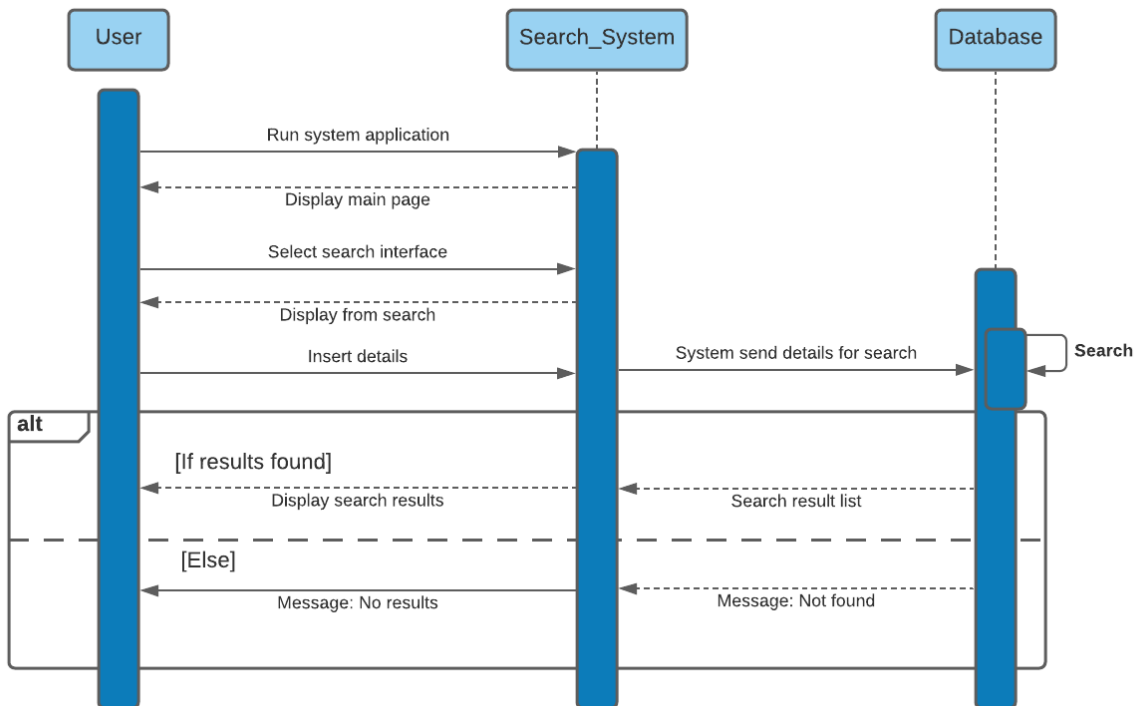 User
Search_System
Database
Run system application
Display main page
Select search interface
Display from search
Insert details
System send details for search
Search
alt
[If results found]
Display search results
Search result list
[Else]
Message: No results
Message: Not found